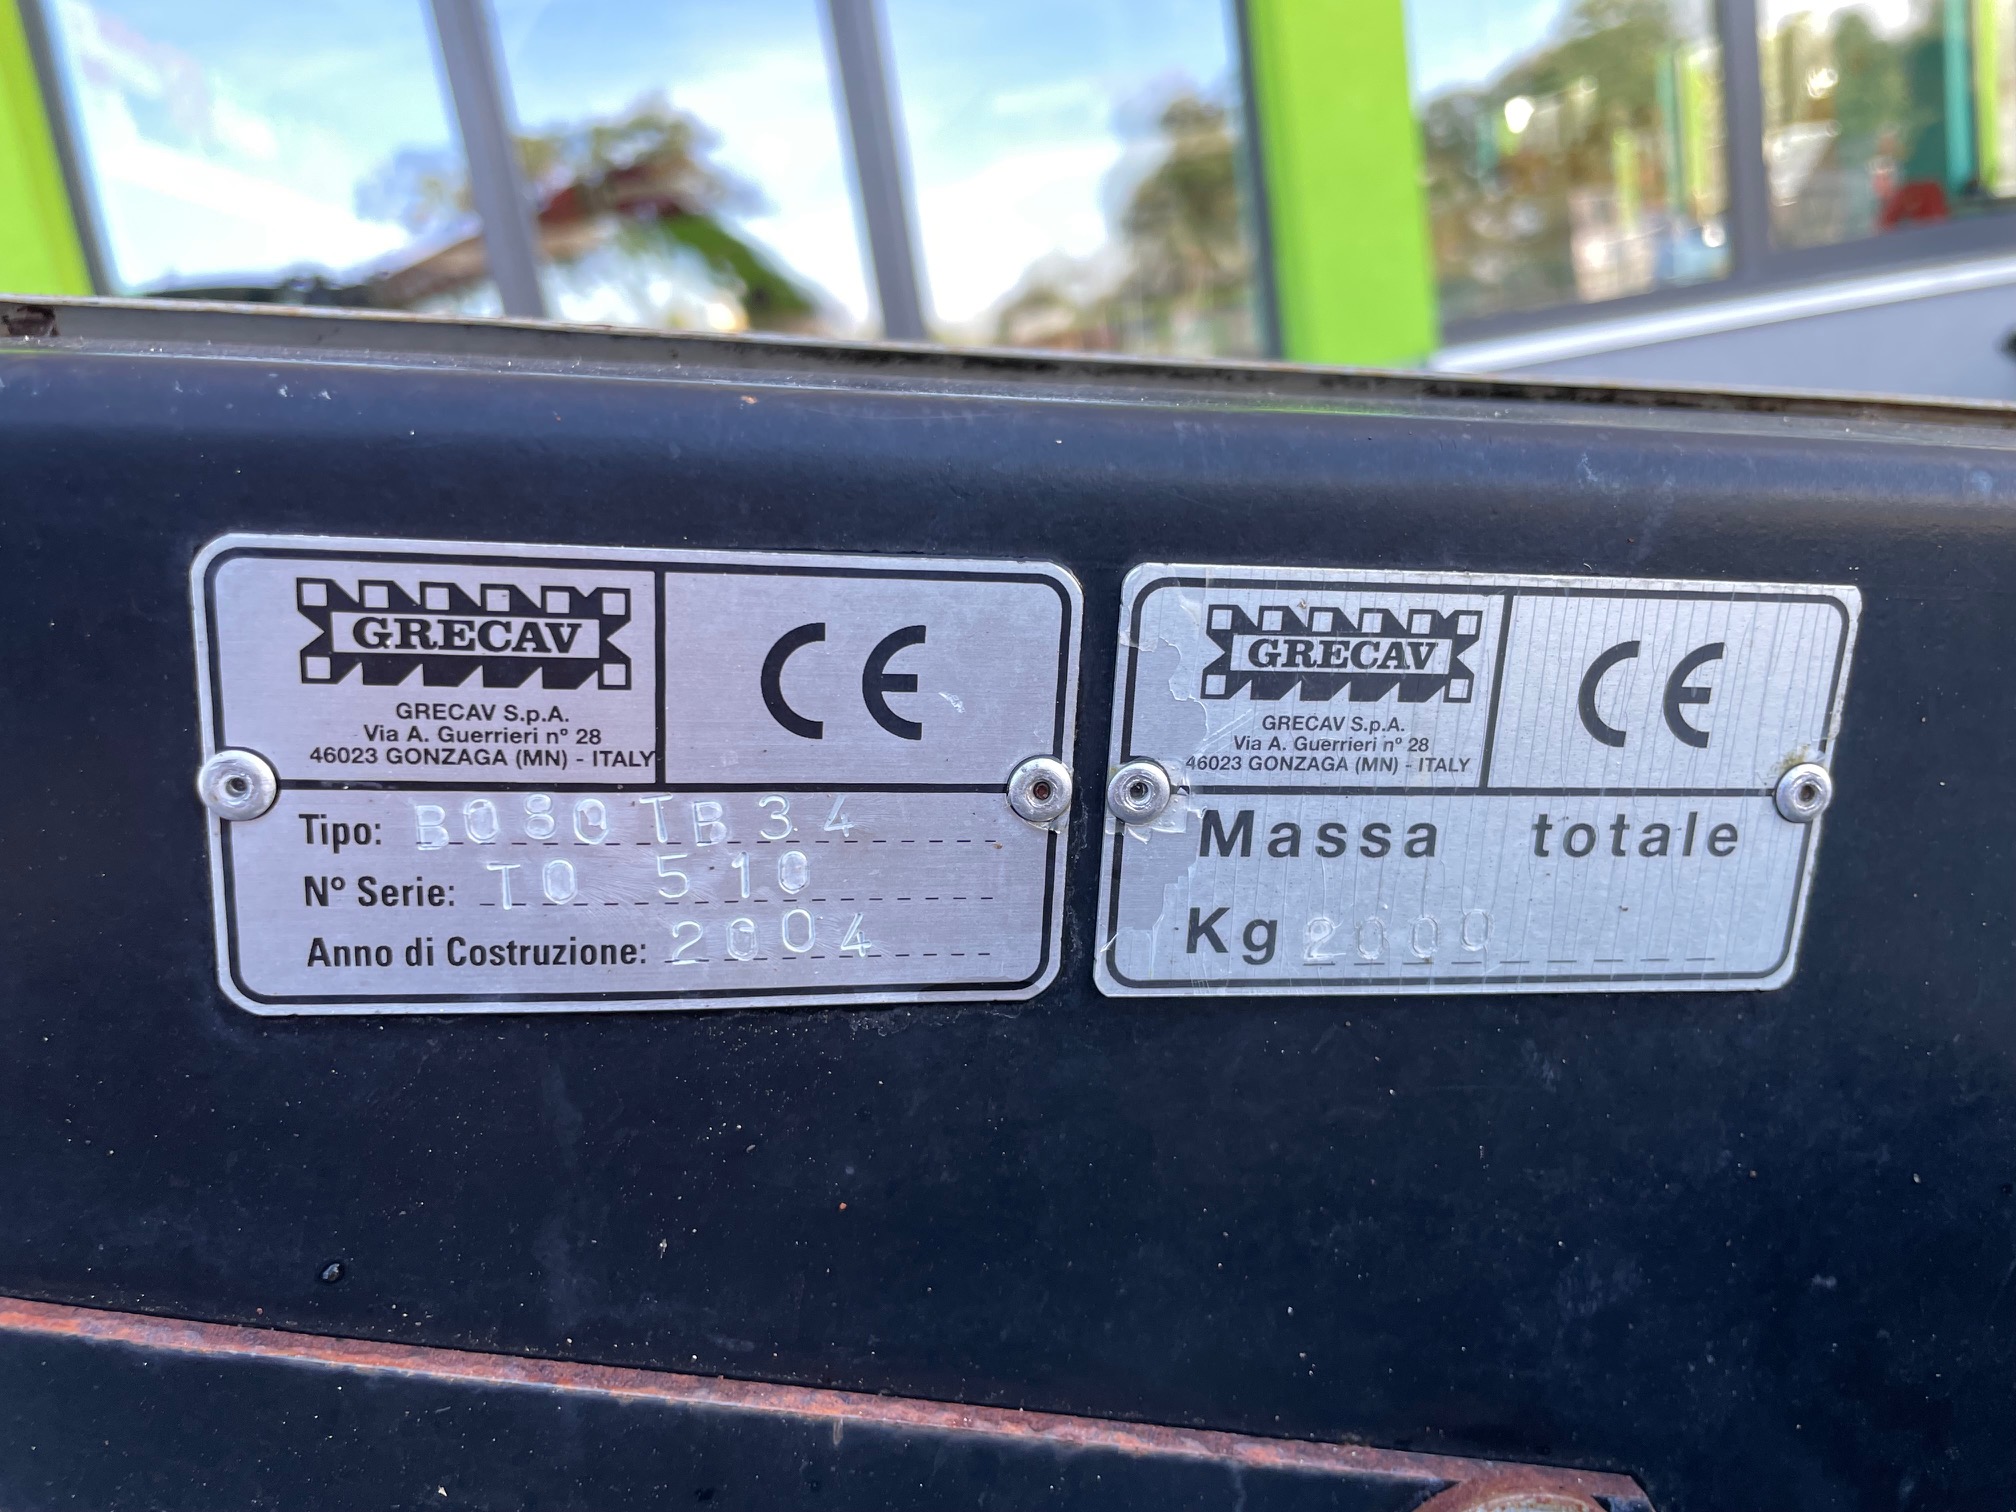 GRECAV
GRECAV S.p.A.
Via A. Guerrieri n° 28
46023 GONZAGA (MN) - ITALY
CE
Tipo: B080TB34
N° Serie: T0 510
Anno di Costruzione: 2004
GRECAV
GRECAV S.p.A.
Via A. Guerrieri n° 28
46023 GONZAGA (MN) - ITALY
CE
Massa totale
Kg 2000